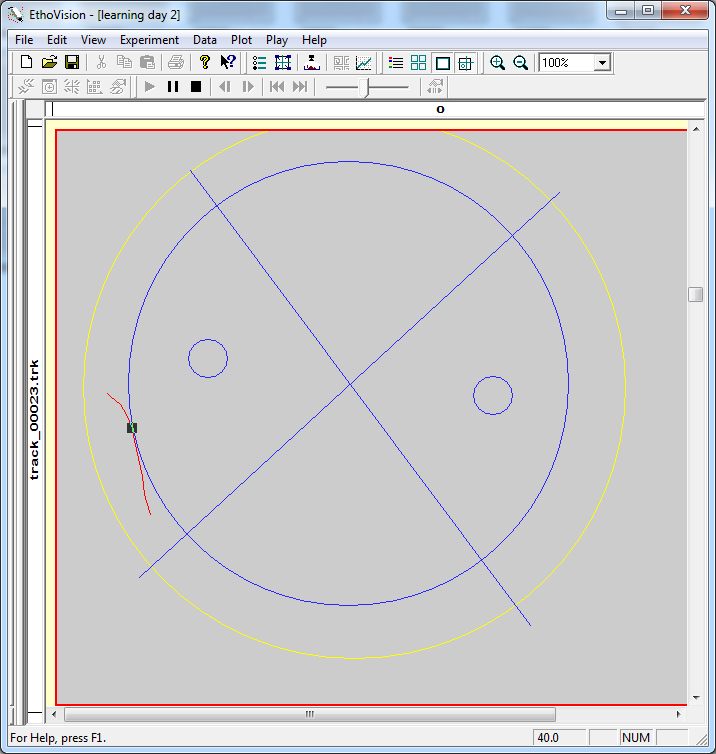 EthoVision - [learning day 2]
File Edit View Experiment Data Plot Play Help
100%
O
track_00023.trk
For Help, press F1.
40.0
NUM